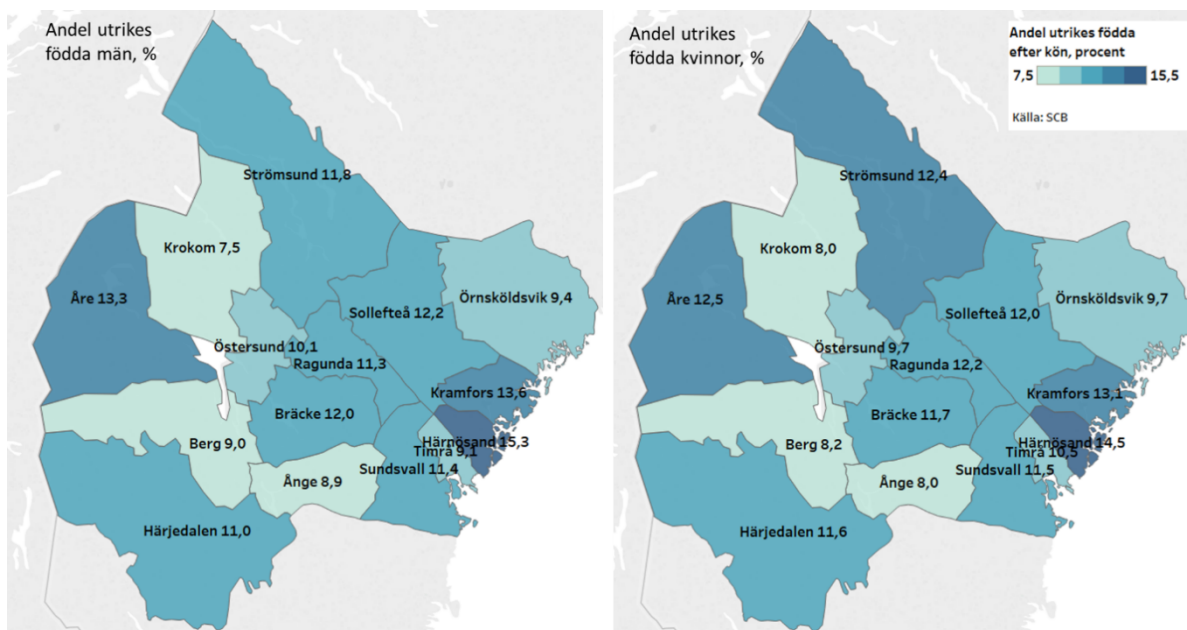 Andel utrikes
födda män, %
Strömsund 11,8
Krokom 7,5
Åre 13,3
Örnsköldsvik 9,4
Sollefteå 12,2
Östersund 10,1
Ragunda 11,3
Kramfors 13,6
Bräcke 12,0
Härnösand 15,3
Berg 9,0
Timrå 9,1
Sundsvall 11,4
Ånge 8,9
Härjedalen 11,0
Andel utrikes
födda kvinnor, %
Andel utrikes födda
efter kön, procent
7,5 15,5
Källa: SCB
Strömsund 12,4
Krokom 8,0
Åre 12,5
Örnsköldsvik 9,7
Sollefteå 12,0
Östersund 9,7
Ragunda 12,2
Kramfors 13,1
Bräcke 11,7
Härnösand 14,5
Berg 8,2
Timrå 10,5
Sundsvall 11,5
Ånge 8,0
Härjedalen 11,6